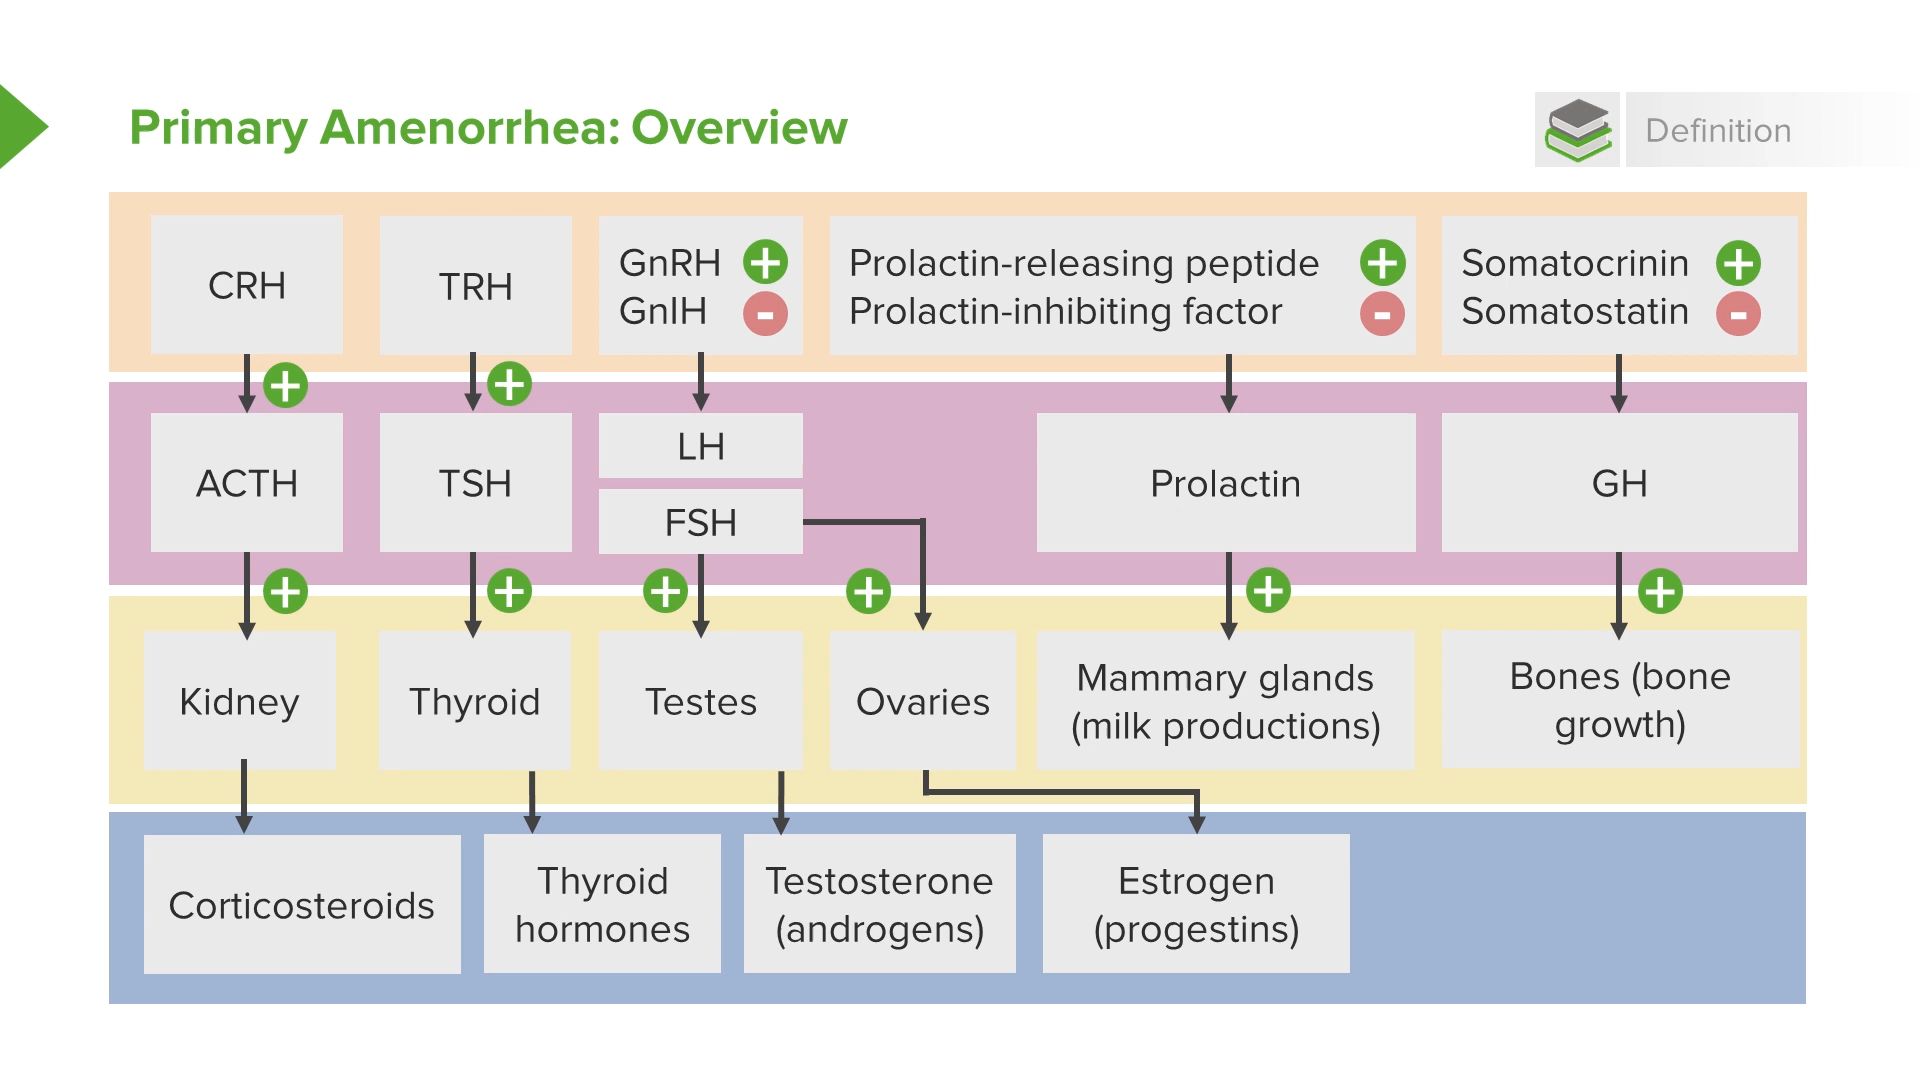 Primary Amenorrhea: Overview
Definition
CRH
TRH
GnRH +
GnIH -
Prolactin-releasing peptide +
Prolactin-inhibiting factor -
Somatocrinin +
Somatostatin -
+
+
ACTH
TSH
LH
FSH
Prolactin
GH
+
+
+
+
+
+
Kidney
Thyroid
Testes
Ovaries
Mammary glands
(milk productions)
Bones (bone
growth)
Corticosteroids
Thyroid
hormones
Testosterone
(androgens)
Estrogen
(progestins)